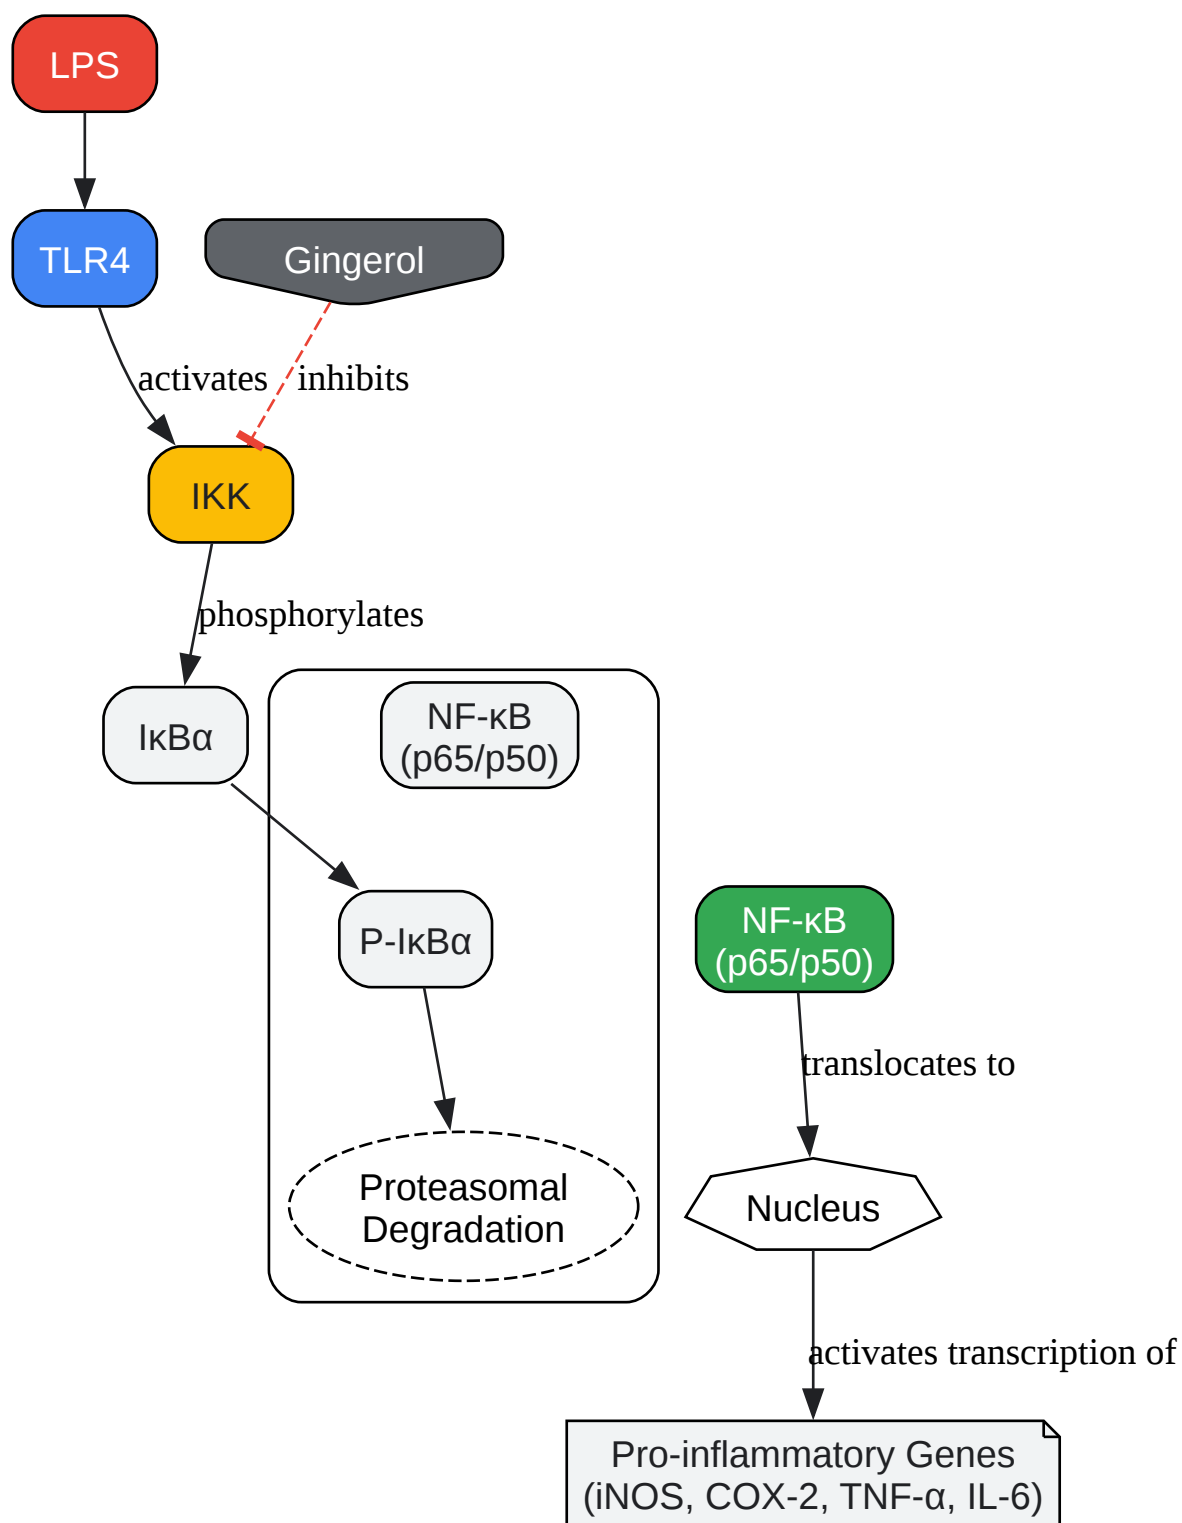 LPS
TLR4
Gingerol
activates
inhibits
IKK
phosphorylates
IκBα
NF-κB
(p65/p50)
P-IκBα
NF-κB
(p65/p50)
translocates to
Proteasomal
Degradation
Nucleus
activates transcription of
Pro-inflammatory Genes
(iNOS, COX-2, TNF-α, IL-6)